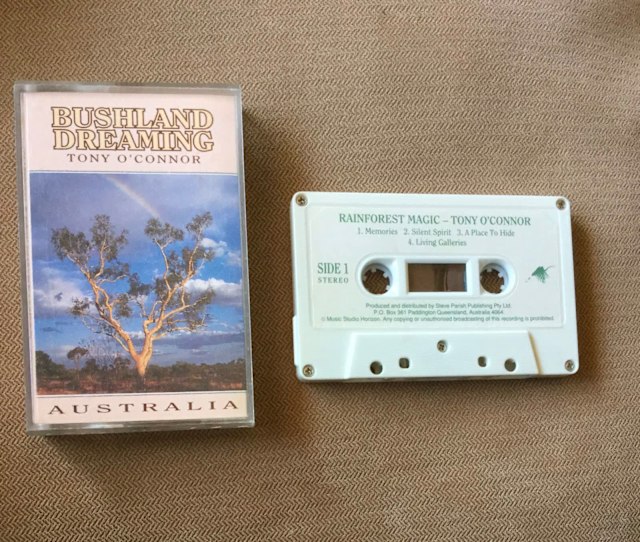 BUSHLAND
DREAMING
TONY O'CONNOR
AUSTRALIA
RAINFOREST MAGIC – TONY O'CONNOR
1. Memories 2. Silent Spirit 3. A Place To Hide
4. Living Galleries
SIDE 1
STEREO
Produced and distributed by Steve Parish Publishing Pty Ltd.
P.O. Box 361 Paddington Queensland, Australia 4064
© Music Studio Horizon. Any copying or unauthorised broadcasting of this recording is prohibited.